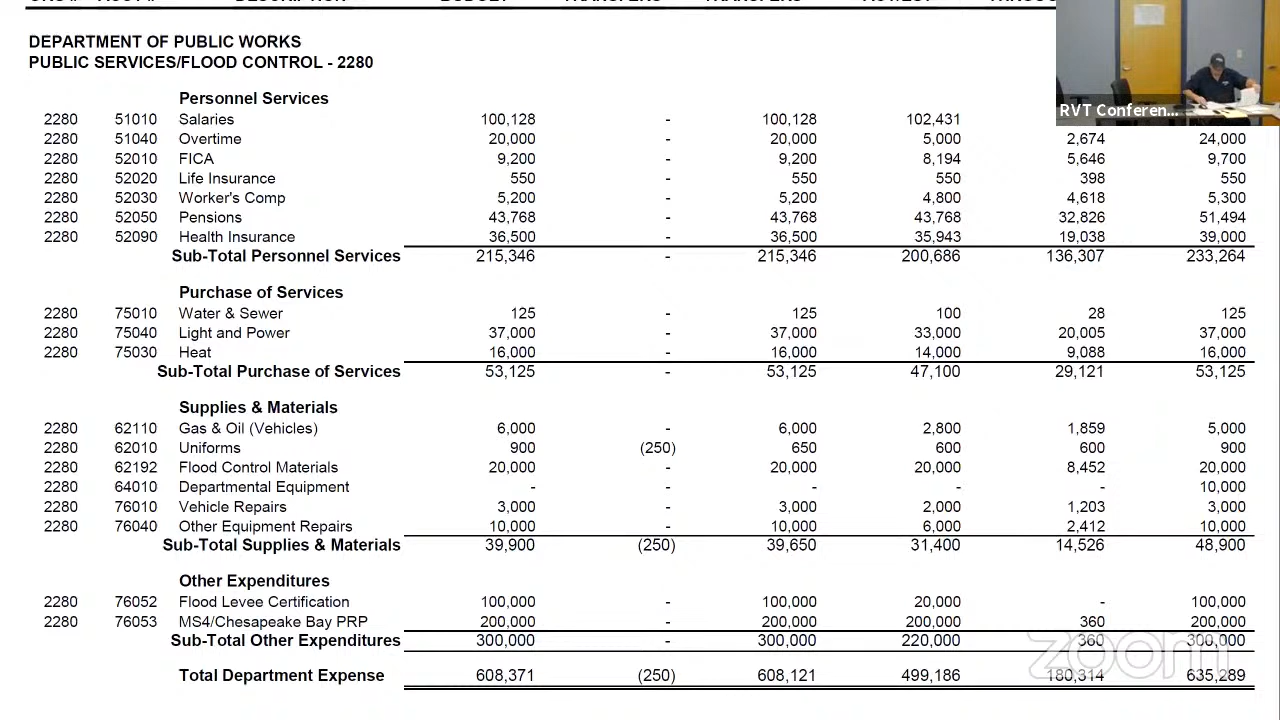 DEPARTMENT OF PUBLIC WORKS
PUBLIC SERVICES/FLOOD CONTROL - 2280
RVT Conferen...
Personnel Services
2280 51010 Salaries 100,128 - 100,128 102,431
2280 51040 Overtime 20,000 - 20,000 5,000 2,674 24,000
2280 52010 FICA 9,200 - 9,200 8,194 5,646 9,700
2280 52020 Life Insurance 550 - 550 550 398 550
2280 52030 Worker's Comp 5,200 - 5,200 4,800 4,618 5,300
2280 52050 Pensions 43,768 - 43,768 43,768 32,826 51,494
2280 52090 Health Insurance 36,500 - 36,500 35,943 19,038 39,000
Sub-Total Personnel Services 215,346 - 215,346 200,686 136,307 233,264
Purchase of Services
2280 75010 Water & Sewer 125 - 125 100 28 125
2280 75040 Light and Power 37,000 - 37,000 33,000 20,005 37,000
2280 75030 Heat 16,000 - 16,000 14,000 9,088 16,000
Sub-Total Purchase of Services 53,125 - 53,125 47,100 29,121 53,125
Supplies & Materials
2280 62110 Gas & Oil (Vehicles) 6,000 - 6,000 2,800 1,859 5,000
2280 62010 Uniforms 900 (250) 650 600 600 900
2280 62192 Flood Control Materials 20,000 - 20,000 20,000 8,452 20,000
2280 64010 Departmental Equipment - - - - - 10,000
2280 76010 Vehicle Repairs 3,000 - 3,000 2,000 1,203 3,000
2280 76040 Other Equipment Repairs 10,000 - 10,000 6,000 2,412 10,000
Sub-Total Supplies & Materials 39,900 (250) 39,650 31,400 14,526 48,900
Other Expenditures
2280 76052 Flood Levee Certification 100,000 - 100,000 20,000 - 100,000
2280 76053 MS4/Chesapeake Bay PRP 200,000 - 200,000 200,000 360 200,000
Sub-Total Other Expenditures 300,000 - 300,000 220,000 360 300,000
Total Department Expense 608,371 (250) 608,121 499,186 180,314 635,289
zoom